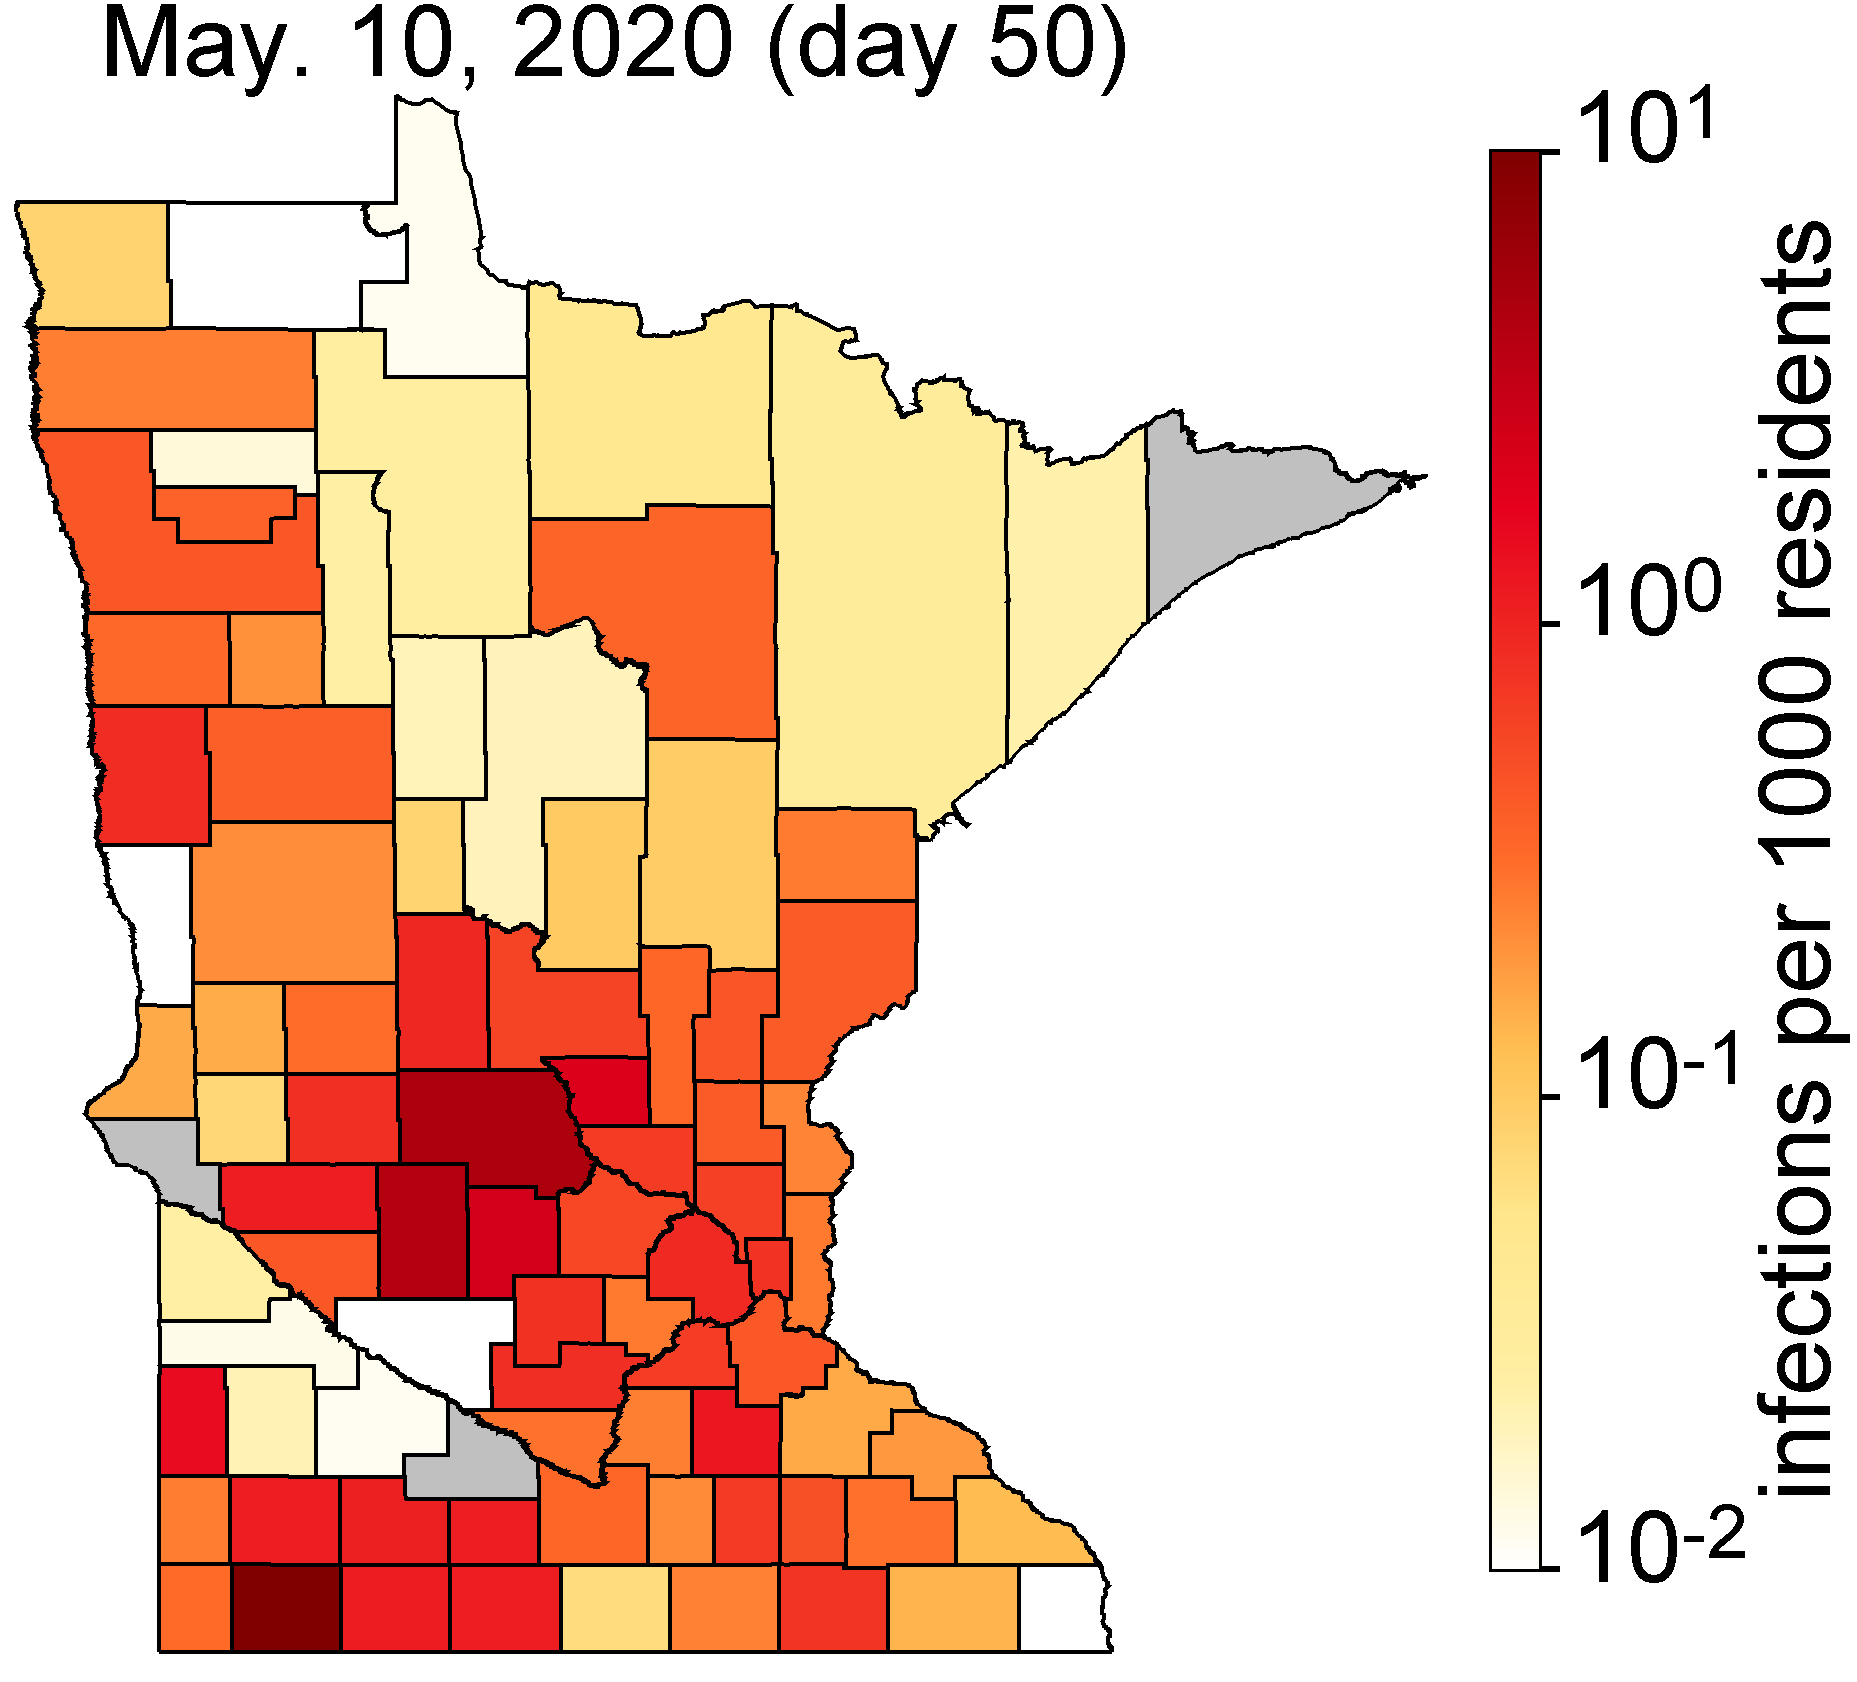 May. 10, 2020 (day 50)
10¹
10⁰
10⁻¹
10⁻²
infections per 1000 residents